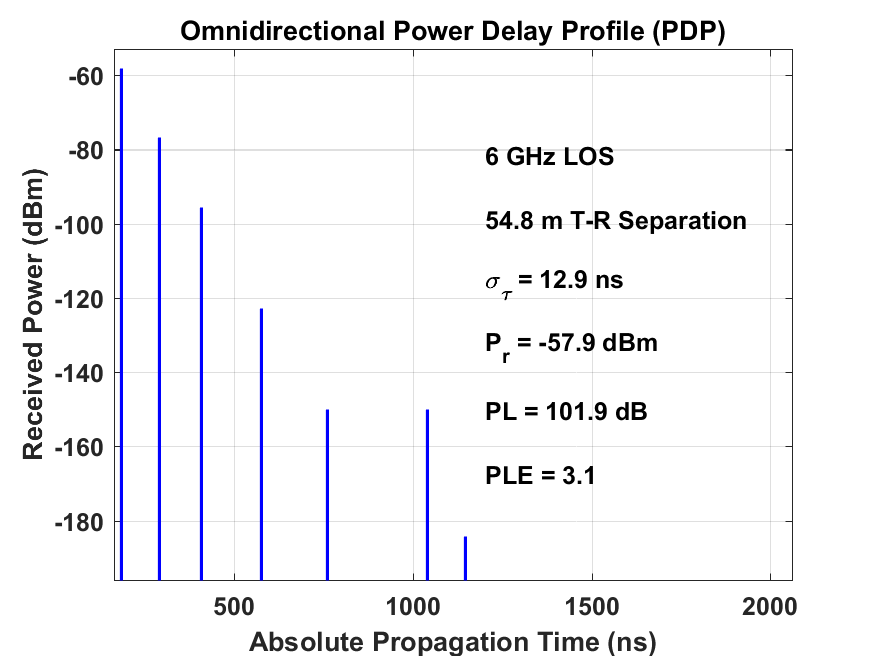 Omnidirectional Power Delay Profile (PDP)
Received Power (dBm)
-60
-80
-100
-120
-140
-160
-180
6 GHz LOS
54.8 m T-R Separation
σ_τ = 12.9 ns
P_r = -57.9 dBm
PL = 101.9 dB
PLE = 3.1
500 1000 1500 2000
Absolute Propagation Time (ns)